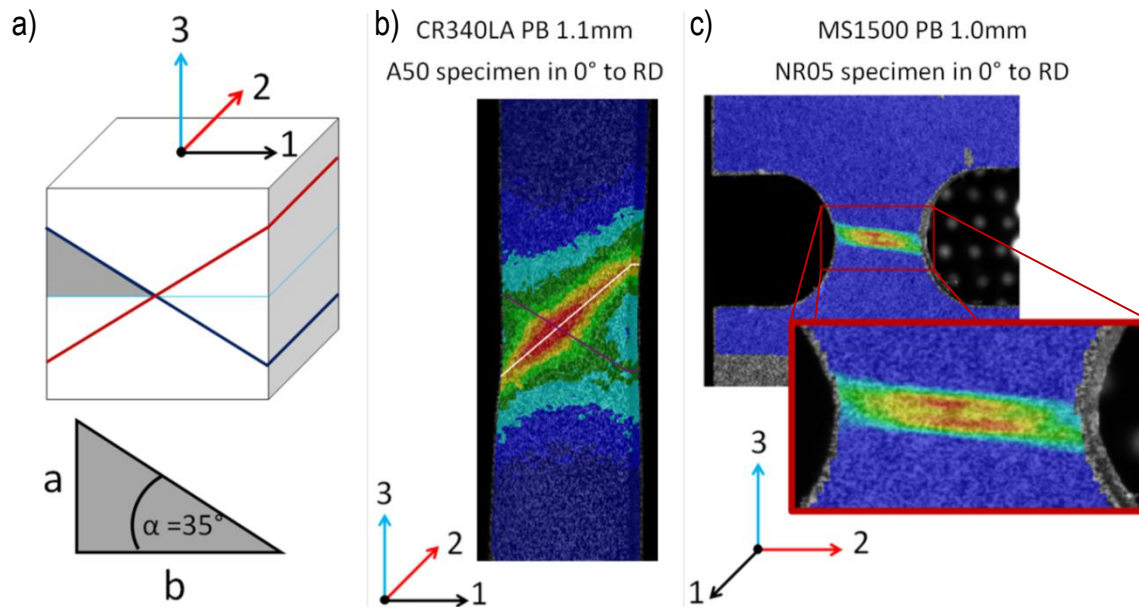 a)
3
2
1
a
α =35°
b
b)
CR340LA PB 1.1mm
A50 specimen in 0° to RD
3
2
1
c)
MS1500 PB 1.0mm
NR05 specimen in 0° to RD
3
2
1